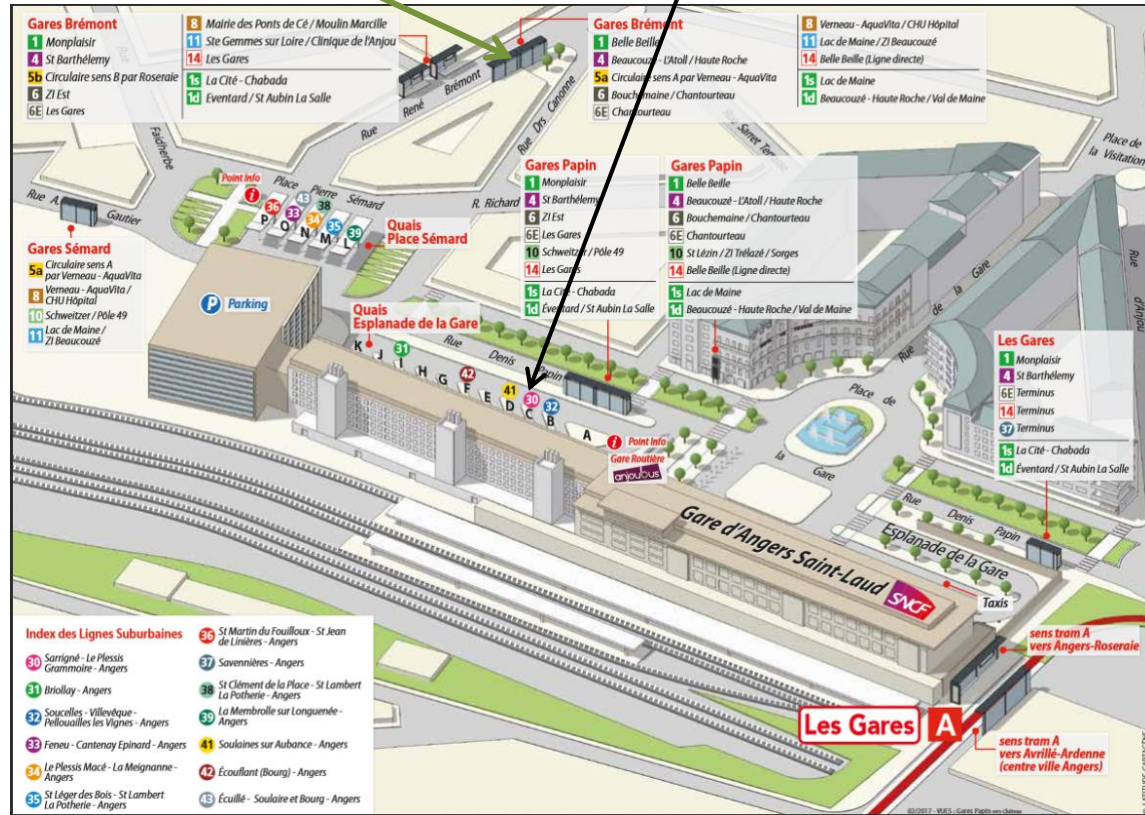 Gares Brémont
1 Monplaisir
4 St Barthélemy
5b Circulaire sens B par Roseraie
6 ZI Est
6E Les Gares
8 Mairie des Ponts de Cé / Moulin Marcille
11 Ste Gemmes sur Loire / Clinique de l'Anjou
14 Les Gares
1s La Cité - Chabada
1d Éventard / St Aubin La Salle
Gares Brémont
1 Belle Beille
4 Beaucouzé - L'Atoll / Haute Roche
5a Circulaire sens A par Verneau - AquaVita
6 Bouchemaine / Chantourteau
6E Chantourteau
8 Verneau - AquaVita / CHU Hôpital
11 Lac de Maine / ZI Beaucouzé
14 Belle Beille (Ligne directe)
1s Lac de Maine
1d Beaucouzé - Haute Roche / Val de Maine
Rue René Brémont
Rue Drs Canonne
Faidherbe
Place de
la Visitation
Rue A. Gautier
Point Info
i
Place Pierre Sémard
36 33 43 38 34 35 39
P O N M L
R. Richard
Quais
Place Sémard
Gares Sémard
5a Circulaire sens A
par Verneau - AquaVita
8 Verneau - AquaVita /
CHU Hôpital
10 Schweitzer / Pôle 49
11 Lac de Maine /
ZI Beaucouzé
P Parking
Gares Papin
1 Monplaisir
4 St Barthélemy
6 ZI Est
6E Les Gares
10 Schweitzer / Pôle 49
14 Les Gares
1s La Cité - Chabada
1d Éventard / St Aubin La Salle
Gares Papin
1 Belle Beille
4 Beaucouzé - L'Atoll / Haute Roche
6 Bouchemaine / Chantourteau
6E Chantourteau
10 St Lézin / ZI Trélazé / Sorges
14 Belle Beille (Ligne directe)
1s Lac de Maine
1d Beaucouzé - Haute Roche / Val de Maine
Quais
Esplanade de la Gare
Rue Denis Papin
31 42 41 30 32
K J I H G F E D C B A
i Point Info
Gare Routière
anjoubus
Rue de la Gare
Rue d'Anjou
Place de la Gare
Les Gares
1 Monplaisir
4 St Barthélemy
6E Terminus
14 Terminus
37 Terminus
1s La Cité - Chabada
1d Éventard / St Aubin La Salle
Rue Denis Papin
Esplanade de la Gare
Taxis
Gare d'Angers Saint-Laud
SNCF
sens tram A
vers Angers-Roseraie
Les Gares A
sens tram A
vers Avrillé-Ardenne
(centre ville Angers)
Index des Lignes Suburbaines
30 Sarrigné - Le Plessis
Grammoire - Angers
31 Briollay - Angers
32 Soucelles - Villevêque -
Pellouailles les Vignes - Angers
33 Feneu - Cantenay Epinard - Angers
34 Le Plessis Macé - La Meignanne -
Angers
35 St Léger des Bois - St Lambert
La Potherie - Angers
36 St Martin du Fouilloux - St Jean
de Linières - Angers
37 Savennières - Angers
38 St Clément de la Place - St Lambert
La Potherie - Angers
39 La Membrolle sur Longuenée -
Angers
41 Soulaines sur Aubance - Angers
42 Écouflant (Bourg) - Angers
43 Écuillé - Soulaire et Bourg - Angers